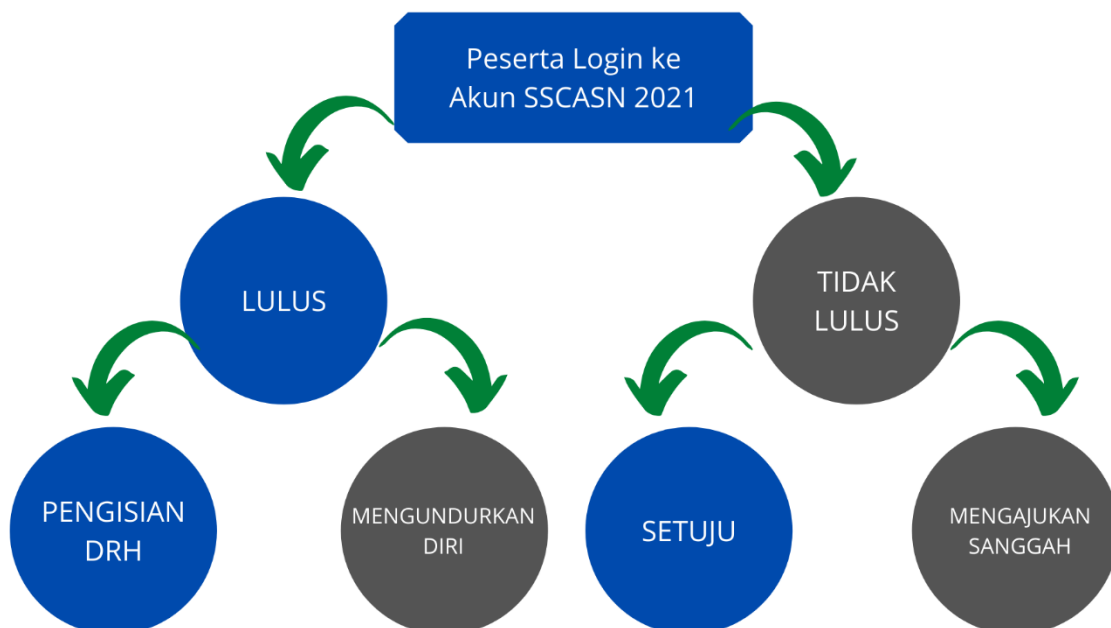 Peserta Login ke
Akun SSCASN 2021
LULUS
TIDAK
LULUS
PENGISIAN
DRH
MENGUNDURKAN
DIRI
SETUJU
MENGAJUKAN
SANGGAH